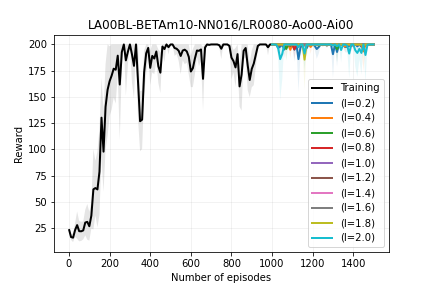 LA00BL-BETAm10-NN016/LR0080-Ao00-Ai00
200
175
150
125
100
75
50
25
Reward
0
200
400
600
800
1000
1200
1400
Number of episodes
Training
(l=0.2)
(l=0.4)
(l=0.6)
(l=0.8)
(l=1.0)
(l=1.2)
(l=1.4)
(l=1.6)
(l=1.8)
(l=2.0)